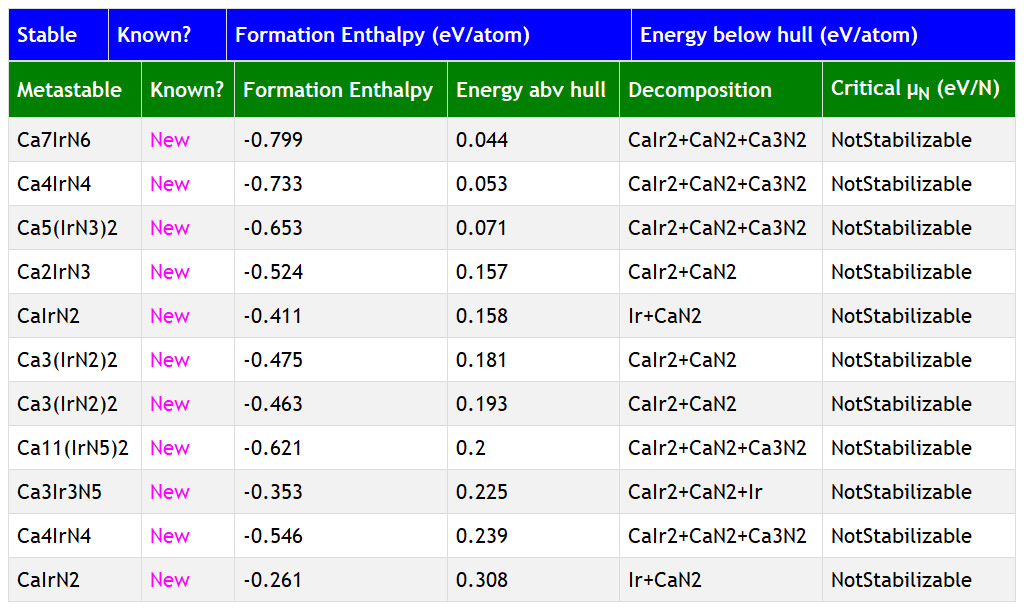 Stable Known? Formation Enthalpy (eV/atom) Energy below hull (eV/atom)
Metastable Known? Formation Enthalpy Energy abv hull Decomposition Critical μN (eV/N)
Ca7IrN6 New -0.799 0.044 CaIr2+CaN2+Ca3N2 NotStabilizable
Ca4IrN4 New -0.733 0.053 CaIr2+CaN2+Ca3N2 NotStabilizable
Ca5(IrN3)2 New -0.653 0.071 CaIr2+CaN2+Ca3N2 NotStabilizable
Ca2IrN3 New -0.524 0.157 CaIr2+CaN2 NotStabilizable
CaIrN2 New -0.411 0.158 Ir+CaN2 NotStabilizable
Ca3(IrN2)2 New -0.475 0.181 CaIr2+CaN2 NotStabilizable
Ca3(IrN2)2 New -0.463 0.193 CaIr2+CaN2 NotStabilizable
Ca11(IrN5)2 New -0.621 0.2 CaIr2+CaN2+Ca3N2 NotStabilizable
Ca3Ir3N5 New -0.353 0.225 CaIr2+CaN2+Ir NotStabilizable
Ca4IrN4 New -0.546 0.239 CaIr2+CaN2+Ca3N2 NotStabilizable
CaIrN2 New -0.261 0.308 Ir+CaN2 NotStabilizable